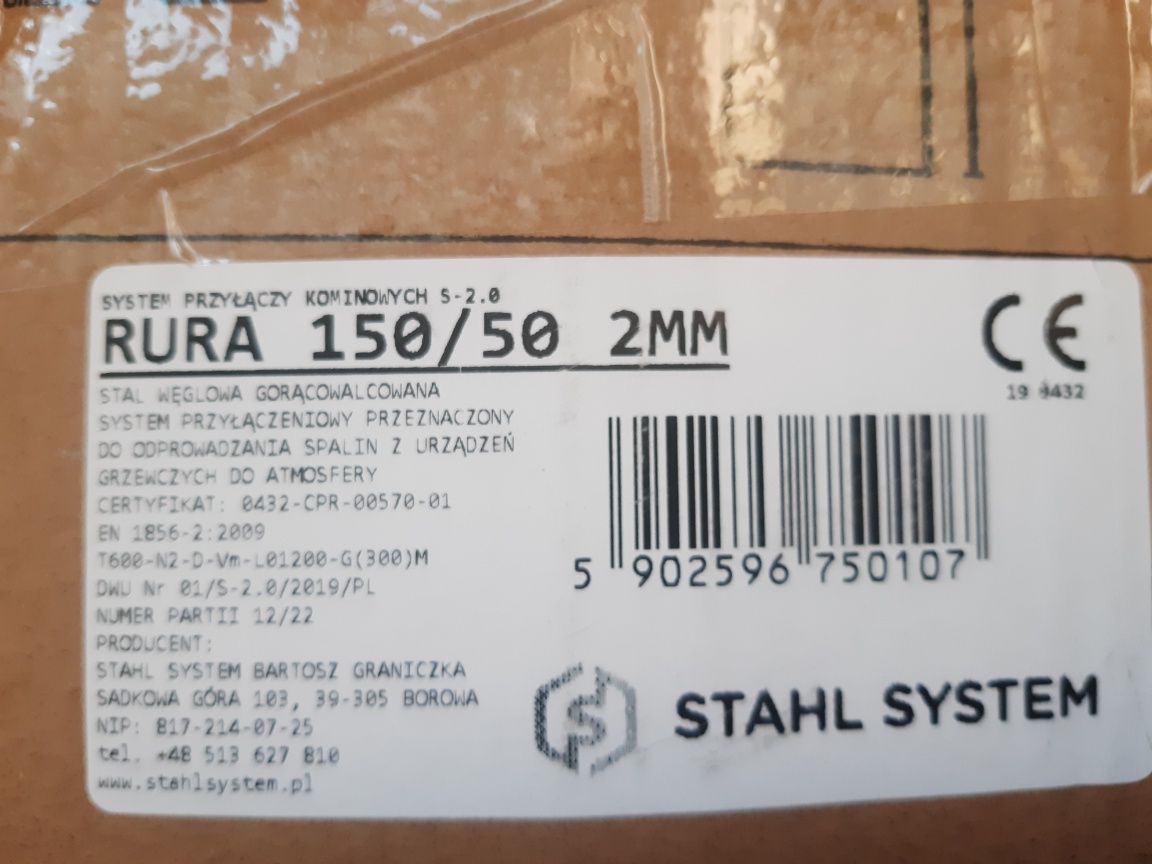 SYSTEM PRZYŁĄCZY KOMINOWYCH S-2.0
RURA 150/50 2MM
STAL WĘGLOWA GORĄCOWALCOWANA
SYSTEM PRZYŁĄCZENIOWY PRZEZNACZONY
DO ODPROWADZANIA SPALIN Z URZĄDZEŃ
GRZEWCZYCH DO ATMOSFERY
CERTYFIKAT: 0432-CPR-00570-01
EN 1856-2:2009
T600-N2-D-Vm-L01200-G(300)M
DWU Nr 01/S-2.0/2019/PL
NUMER PARTII 12/22
PRODUCENT:
STAHL SYSTEM BARTOSZ GRANICZKA
SADKOWA GÓRA 103, 39-305 BOROWA
NIP: 817-214-07-25
tel. +48 513 627 810
www.stahlsystem.pl
CE
19 0432
5 902596 750107
STAHL SYSTEM